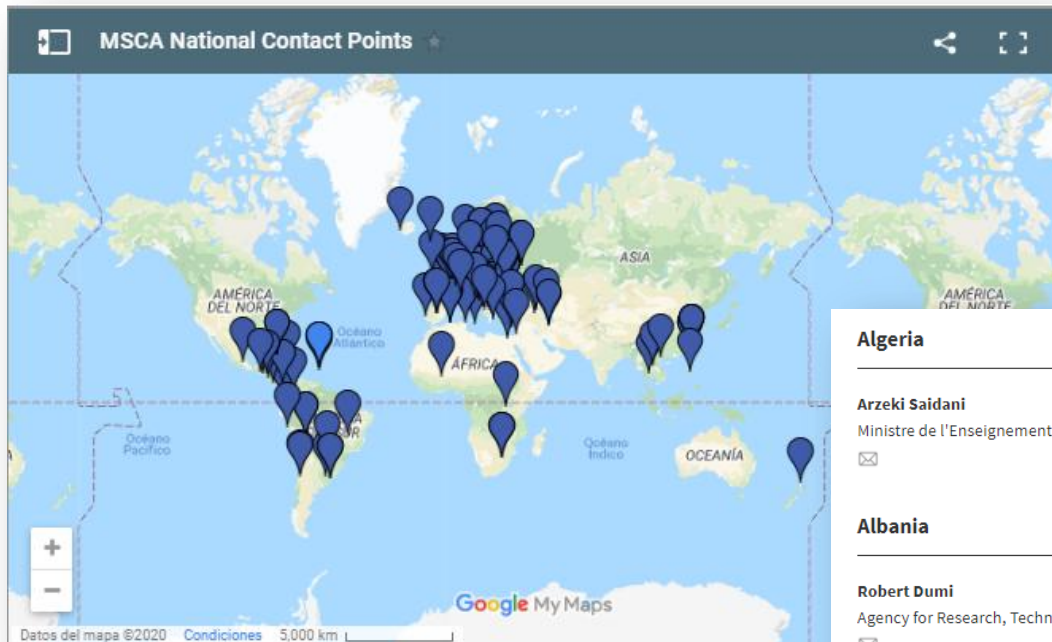 MSCA National Contact Points
ASIA
AMÉRICA
DEL NORTE
AMÉRICA
DEL NORTE
Océano
Atlántico
ÁFRICA
Océano
Pacífico
SUR
Océano
Índico
OCEANÍA
Google My Maps
Datos del mapa ©2020 Condiciones 5,000 km
Algeria
Arzeki Saidani
Ministre de l'Enseignement
Albania
Robert Dumi
Agency for Research, Techn